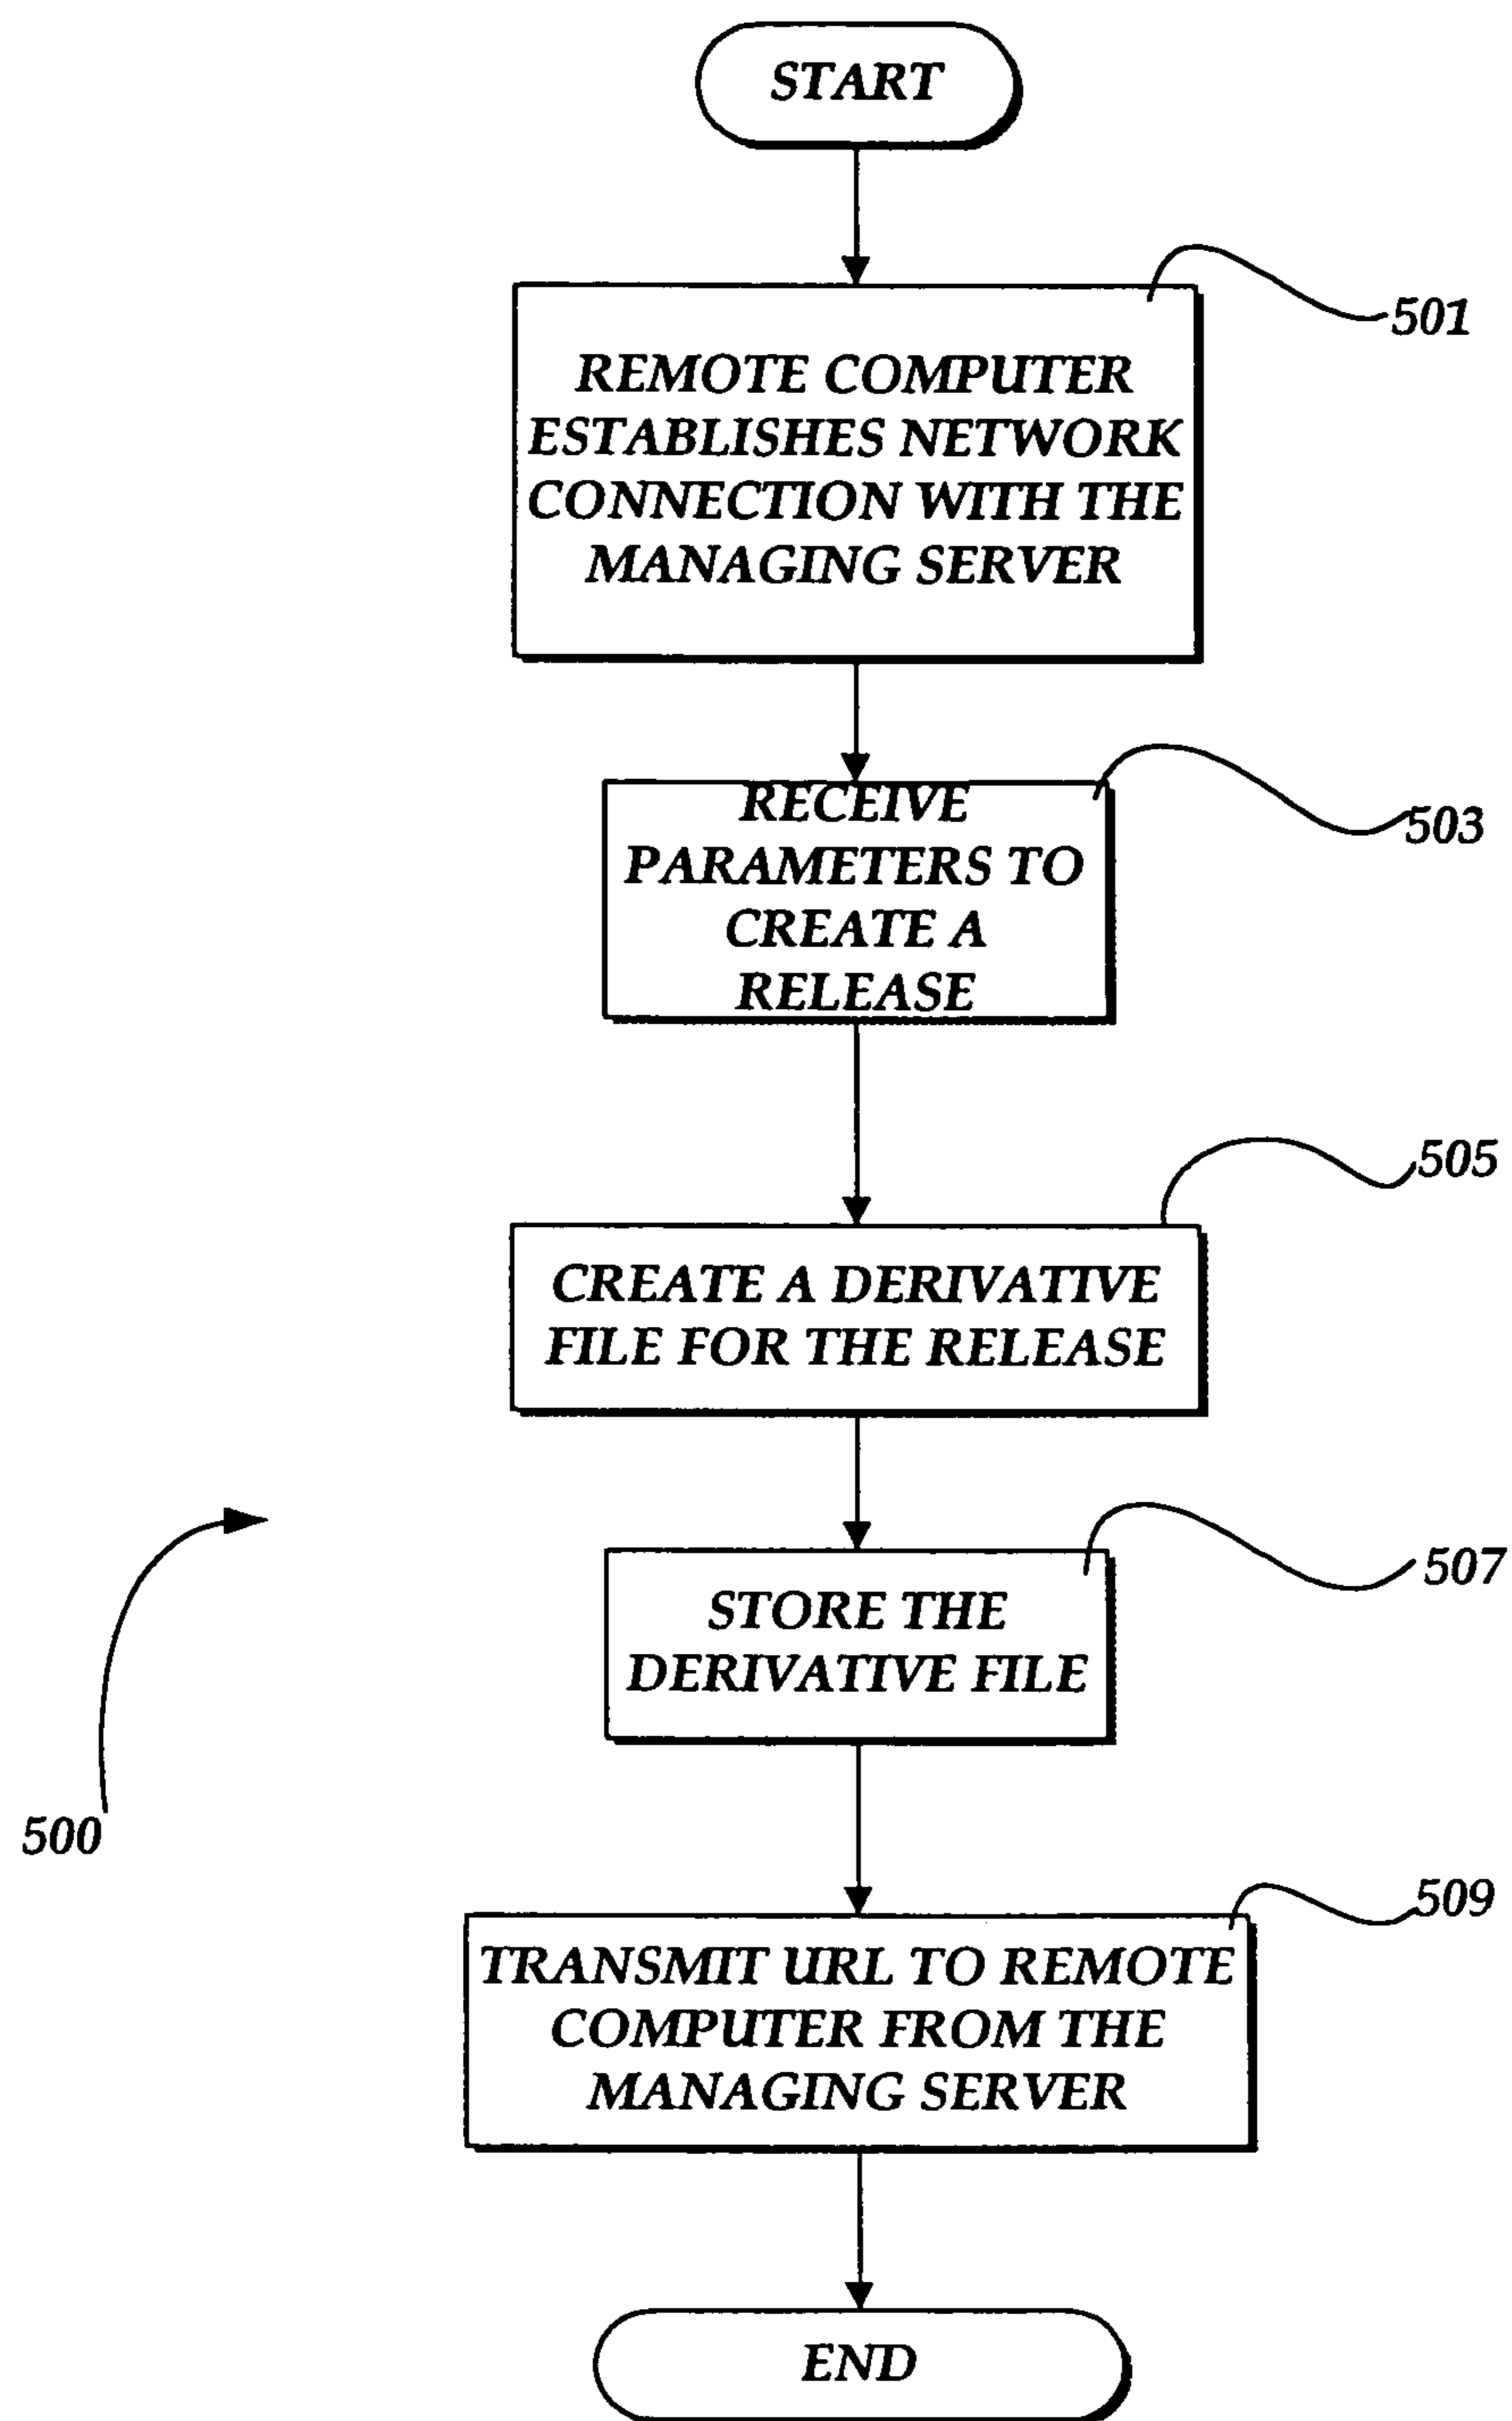 START
501
REMOTE COMPUTER
ESTABLISHES NETWORK
CONNECTION WITH THE
MANAGING SERVER
503
RECEIVE
PARAMETERS TO
CREATE A
RELEASE
505
CREATE A DERIVATIVE
FILE FOR THE RELEASE
507
STORE THE
DERIVATIVE FILE
500
509
TRANSMIT URL TO REMOTE
COMPUTER FROM THE
MANAGING SERVER
END